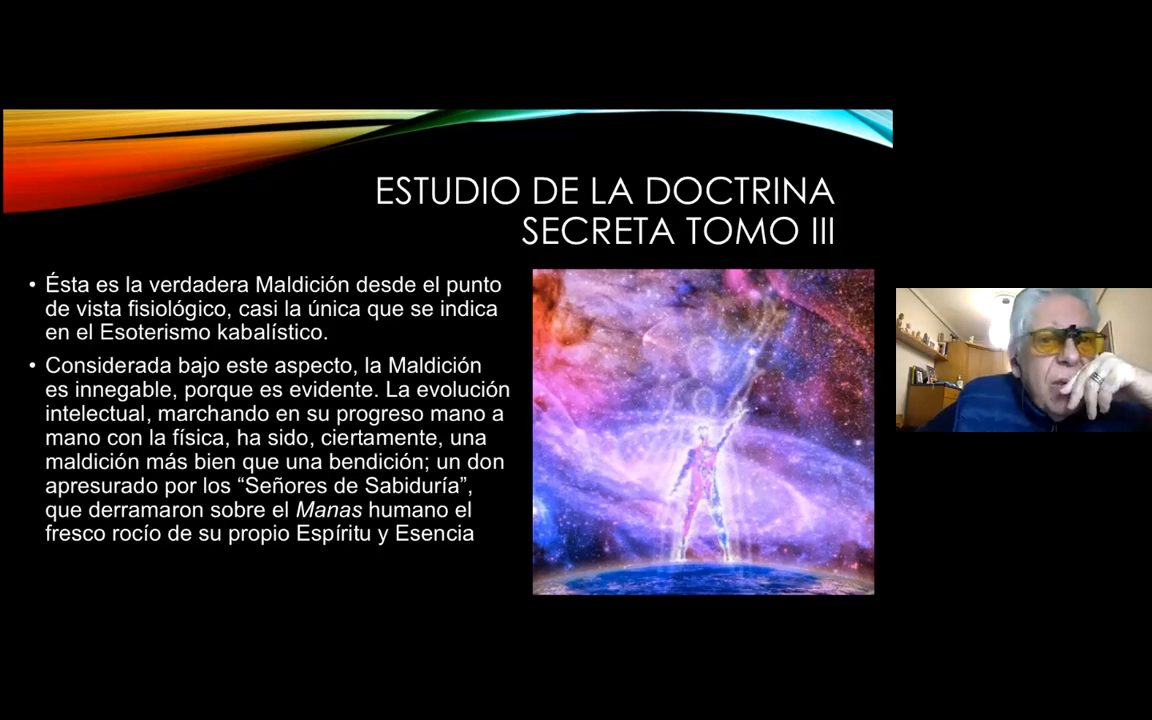 ESTUDIO DE LA DOCTRINA
SECRETA TOMO III
• Ésta es la verdadera Maldición desde el punto
de vista fisiológico, casi la única que se indica
en el Esoterismo kabalístico.
• Considerada bajo este aspecto, la Maldición
es innegable, porque es evidente. La evolución
intelectual, marchando en su progreso mano a
mano con la física, ha sido, ciertamente, una
maldición más bien que una bendición; un don
apresurado por los “Señores de Sabiduría”,
que derramaron sobre el Manas humano el
fresco rocío de su propio Espíritu y Esencia